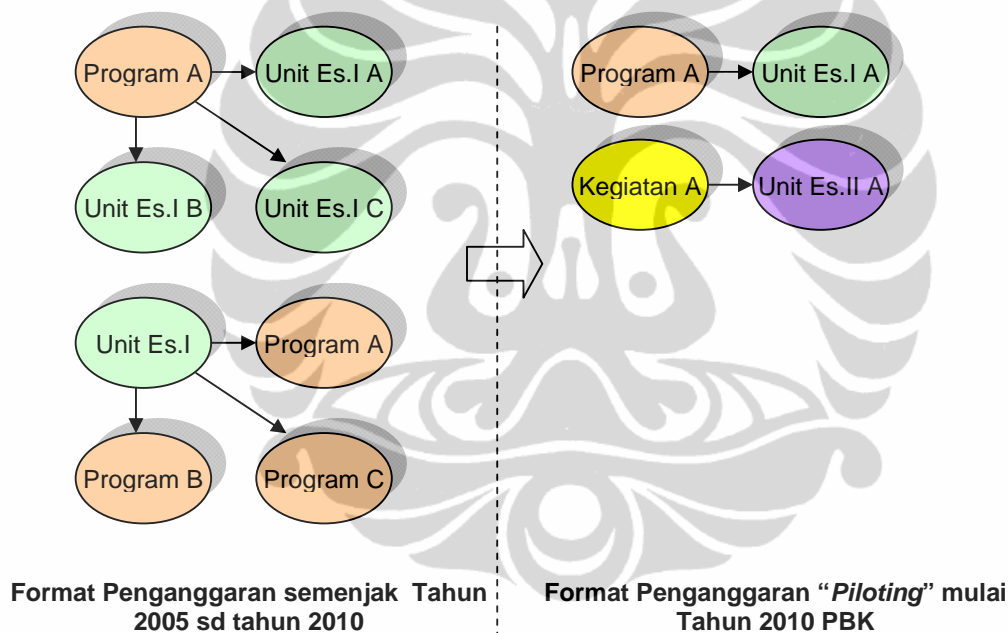 Program A
Unit Es.I A
Unit Es.I B
Unit Es.I C
Unit Es.I
Program A
Program B
Program C
Format Penganggaran semenjak Tahun
2005 sd tahun 2010
Program A
Unit Es.I A
Kegiatan A
Unit Es.II A
Format Penganggaran “Piloting” mulai
Tahun 2010 PBK